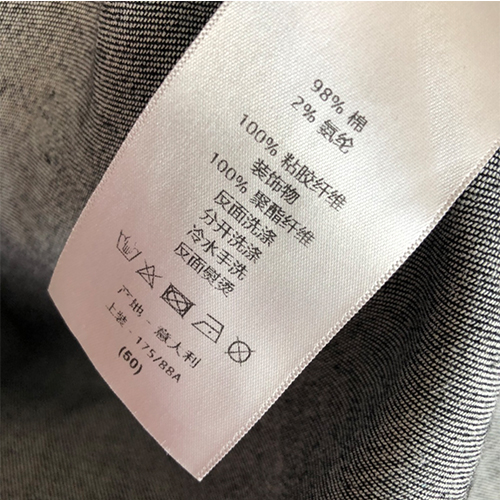 98% 棉
2% 氨纶
100% 粘胶纤维
装饰物
100% 聚酯纤维
反面洗涤
分开洗涤
冷水手洗
反面熨烫
产地 - 意大利
上装 - 175/88A
(50)